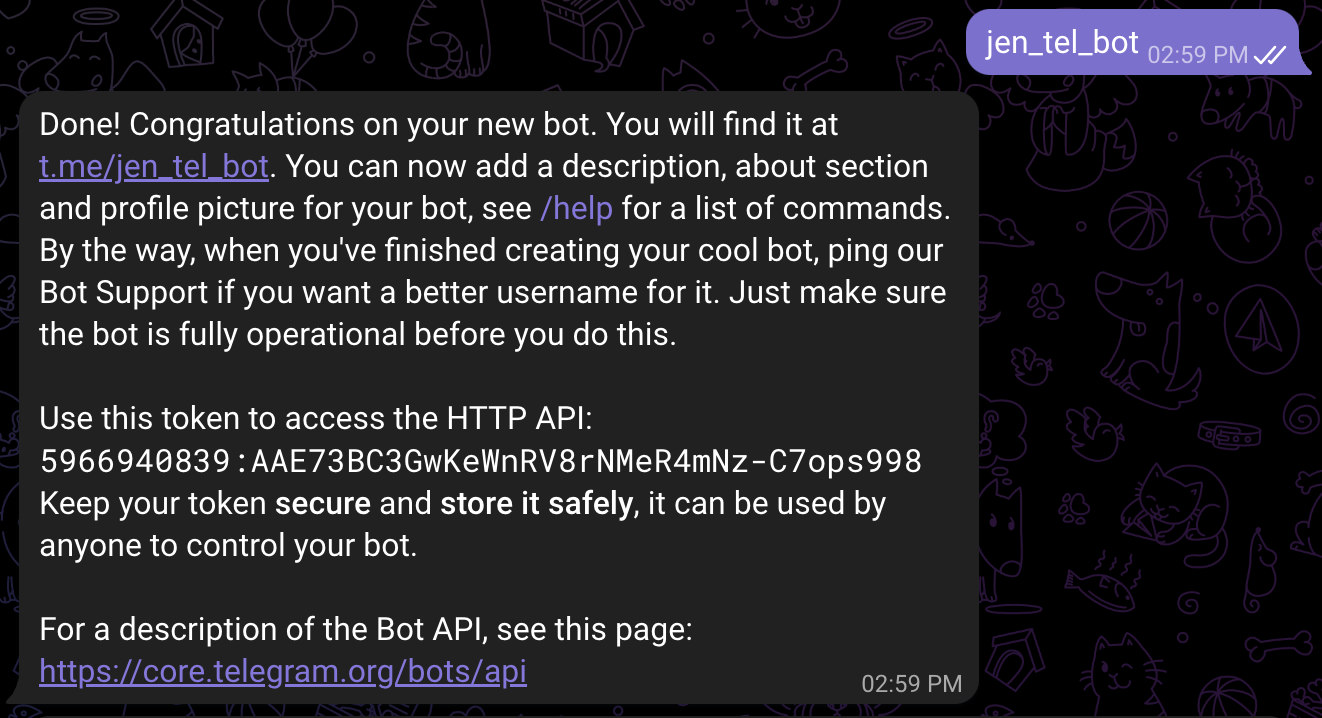 jen_tel_bot 02:59 PM
Done! Congratulations on your new bot. You will find it at
t.me/jen_tel_bot. You can now add a description, about section
and profile picture for your bot, see /help for a list of commands.
By the way, when you've finished creating your cool bot, ping our
Bot Support if you want a better username for it. Just make sure
the bot is fully operational before you do this.
Use this token to access the HTTP API:
5966940839:AAE73BC3GwKeWnRV8rNMeR4mNz-C7ops998
Keep your token secure and store it safely, it can be used by
anyone to control your bot.
For a description of the Bot API, see this page:
https://core.telegram.org/bots/api
02:59 PM